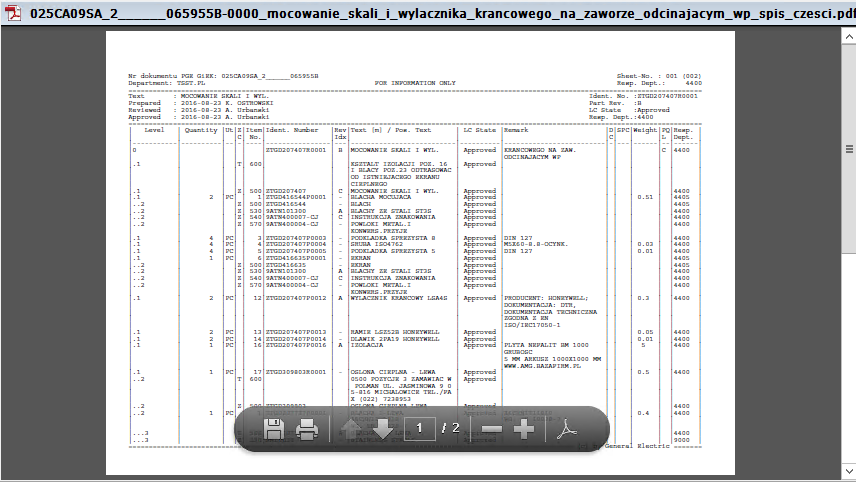 025CA09SA_2______065955B-0000_mocowanie_skali_i_wylacznika_krancowego_na_zaworze_odcinajacym_wp_spis_czesci.pdf
Nr dokumentu PGE GiEK: 025CA09SA_2______065955B Sheet-No. : 001 (002)
Department: TSST.PL FOR INFORMATION ONLY Resp. Dept.: 4400
Text : MOCOWANIE SKALI I WYL. Ident. No. :ZTGD207407R0001
Prepared : 2016-08-23 K. OSTROWSKI Part Rev. :B
Reviewed : 2016-08-23 A. Urbanski LC State :Approved
Approved : 2016-08-23 A. Urbanski Resp. Dept.:4400
Level Quantity Ut Z Item Ident. Number Rev Text [m] / Pos. Text LC State Remark D SPC Weight PQ Resp.
C No. Idx C L Dept.
0 ZTGD207407R0001 B MOCOWANIE SKALI I WYL. Approved KRANCOWEGO NA ZAW. C 4400
ODCINAJACYM WP
.1 T 600 KSZTALT IZOLACJI POZ. 16 Approved
I BLACY POZ.23 ODTRASOWAC
OD ISTNIEJACEGO EKRANU
CIEPLNEGO
.1 Z 500 ZTGD207407 C MOCOWANIE SKALI I WYL. Approved 4400
.1 2 PC 1 ZTGD416544P0001 - BLACHA MOCUJACA Approved 0.51 4405
..2 Z 500 ZTGD416544 - BLACH Approved 4405
..2 Z 530 9ATN101300 A BLACHY ZE STALI ST3S Approved 4400
..2 Z 540 9ATN400007-CJ C INSTRUKCJA ZNAKOWANIA Approved 4400
..2 Z 570 9ATN400004-CJ - POWLOKI METAL.I Approved 4400
KONWERS.PRZYJE
.1 4 PC 3 ZTGD207407P0003 - PODKLADKA SPREZYSTA 8 Approved DIN 127 4400
.1 4 PC 4 ZTGD207407P0004 - SRUBA ISO4762 Approved M5X60-8.8-OCYNK. 0.03 4400
.1 4 PC 5 ZTGD207407P0005 - PODKLADKA SPREZYSTA 5 Approved DIN 127 0.01 4400
.1 1 PC 6 ZTGD416635P0001 - EKRAN Approved 4405
..2 Z 500 ZTGD416635 - EKRAN Approved 4405
..2 Z 530 9ATN101300 A BLACHY ZE STALI ST3S Approved 4400
..2 Z 540 9ATN400007-CJ C INSTRUKCJA ZNAKOWANIA Approved 4400
..2 Z 570 9ATN400004-CJ - POWLOKI METAL.I Approved 4400
KONWERS.PRZYJE
.1 2 PC 12 ZTGD207407P0012 A WYLACZNIK KRANCOWY LSA4S Approved PRODUCENT: HONEYWELL; 0.3 4400
DOKUMENTACJA: DTR,
DOKUMENTACJA TECHNICZNA
ZGODNA Z EN
ISO/IEC17050-1
.1 2 PC 13 ZTGD207407P0013 - RAMIE LSZ52B HONEYWELL Approved 0.05 4400
.1 2 PC 14 ZTGD207407P0014 - DLAWIK 2PA19 HONEYWELL Approved 0.01 4400
.1 1 PC 16 ZTGD207407P0016 A IZOLACJA Approved PLYTA NEPALIT BM 1000 5 4400
GRUBOSC
5 MM ARKUSZ 1000X1000 MM
WWW.AMG.BAZAFIRM.PL
.1 1 PC 17 ZTGD309803R0001 - OSLONA CIEPLNA - LEWA Approved 0.5 4400
..2 T 600 0500 POZYCJE 3 ZAMAWIAC W Approved
POLMAN UL. JASMINOWA 9 0
5-816 MICHALOWICE TEL./FA
X (022) 7238953
..2 Z 500 OSLONA CIEPLNA LEWA Approved 4400
..2 1 PC Approved 0.4 4400
...3 4400
...3 9000
1 / 2
by General Electric